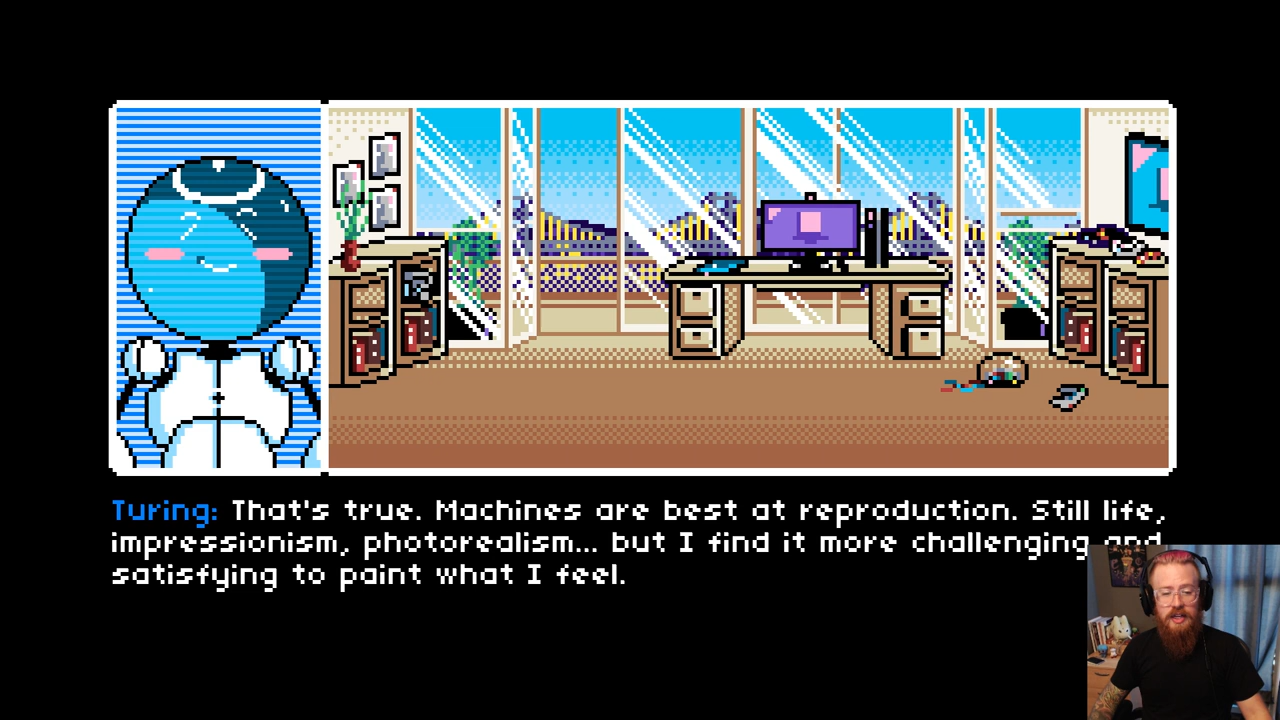 Turing: That's true. Machines are best at reproduction. Still life,
impressionism, photorealism... but I find it more challenging and
satisfying to paint what I feel.